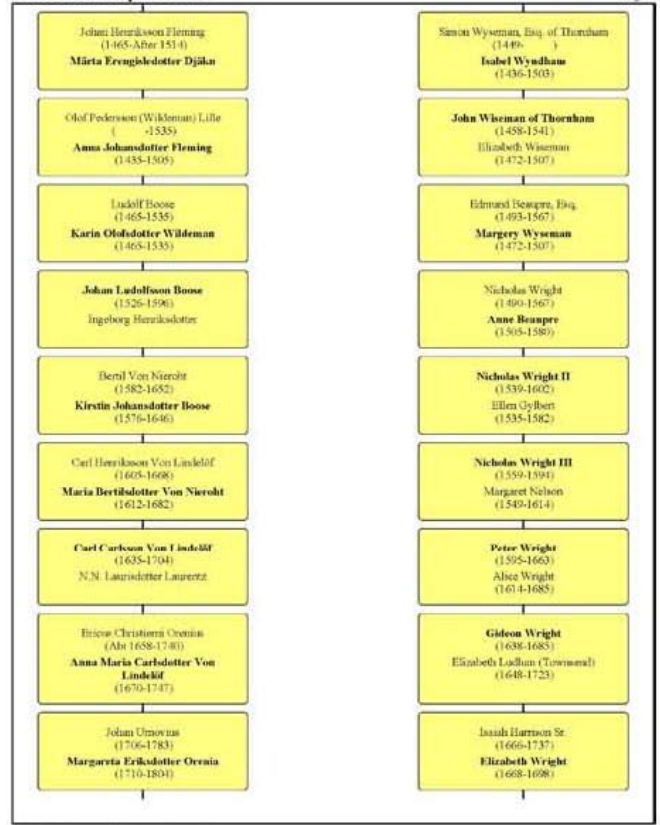 Johan Henriksson Fleming
(1465-After 1514)
Märta Erengisledotter Djäkn
Olof Pedersson (Wildeman) Lille
( -1535)
Anna Johansdotter Fleming
(1435-1505)
Ludolf Boose
(1465-1535)
Karin Olofsdotter Wildeman
(1465-1535)
Johan Ludolfsson Boose
(1526-1596)
Ingeborg Henriksdotter
Bertil Von Nieroht
(1582-1652)
Kirstin Johansdotter Boose
(1576-1646)
Carl Henriksson Von Lindelöf
(1605-1668)
Maria Bertilsdotter Von Nieroht
(1612-1682)
Carl Carlsson Von Lindelöf
(1635-1704)
N.N. Laurisdotter Laurentz
Ericus Christierni Orenius
(Abt 1658-1740)
Anna Maria Carlsdotter Von
Lindelöf
(1670-1747)
Johan Urnovius
(1706-1783)
Margareta Eriksdotter Orenia
(1710-1804)
Simon Wyseman, Esq. of Thornham
(1449- )
Isabel Wyndham
(1436-1503)
John Wiseman of Thornham
(1458-1541)
Elizabeth Wiseman
(1472-1507)
Edmund Beaupre, Esq.
(1493-1567)
Margery Wyseman
(1472-1507)
Nicholas Wright
(1490-1567)
Anne Beaupre
(1505-1580)
Nicholas Wright II
(1539-1602)
Ellen Gylbert
(1535-1582)
Nicholas Wright III
(1559-1594)
Margaret Nelson
(1549-1614)
Peter Wright
(1595-1663)
Alice Wright
(1614-1685)
Gideon Wright
(1638-1685)
Elizabeth Ludlum (Townsend)
(1648-1723)
Isaiah Harrison Sr.
(1666-1737)
Elizabeth Wright
(1668-1698)